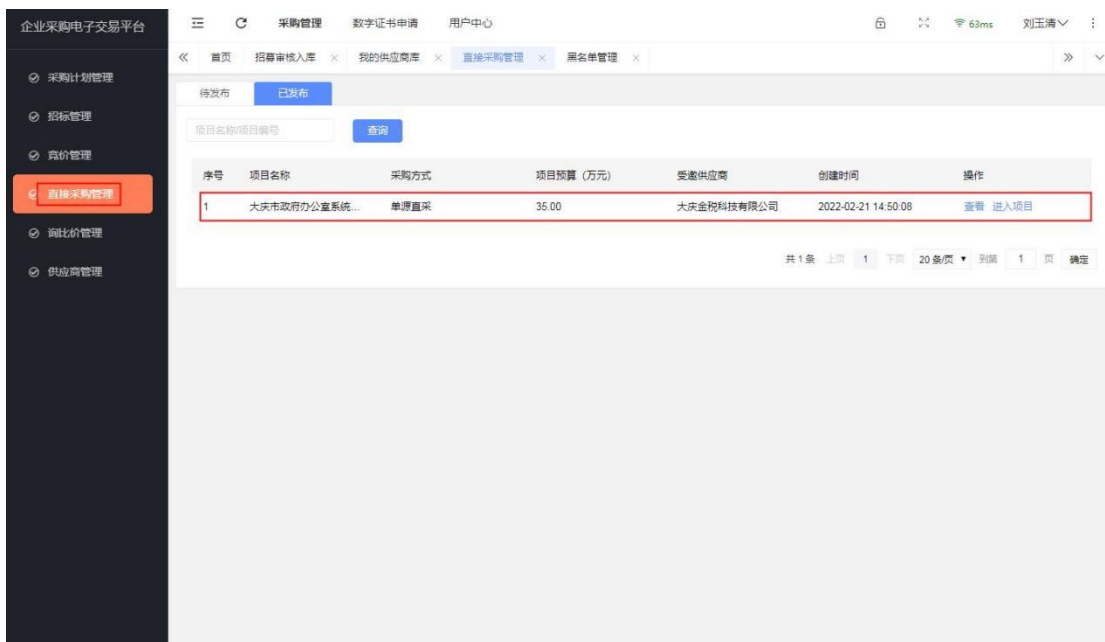 企业采购电子交易平台
采购管理 数字证书申请 用户中心 63ms 刘玉清
首页 招募审核入库 我的供应商库 直接采购管理 黑名单管理
采购计划管理
招标管理
竞价管理
直接采购管理
询比价管理
供应商管理
待发布 已发布
项目名称/项目编号 查询
序号 项目名称 采购方式 项目预算（万元） 受邀供应商 创建时间 操作
1 大庆市政府办公室系统... 单源直采 35.00 大庆金税科技有限公司 2022-02-21 14:50:08 查看 进入项目
共1条 上页 1 下页 20条/页 到第 1 页 确定